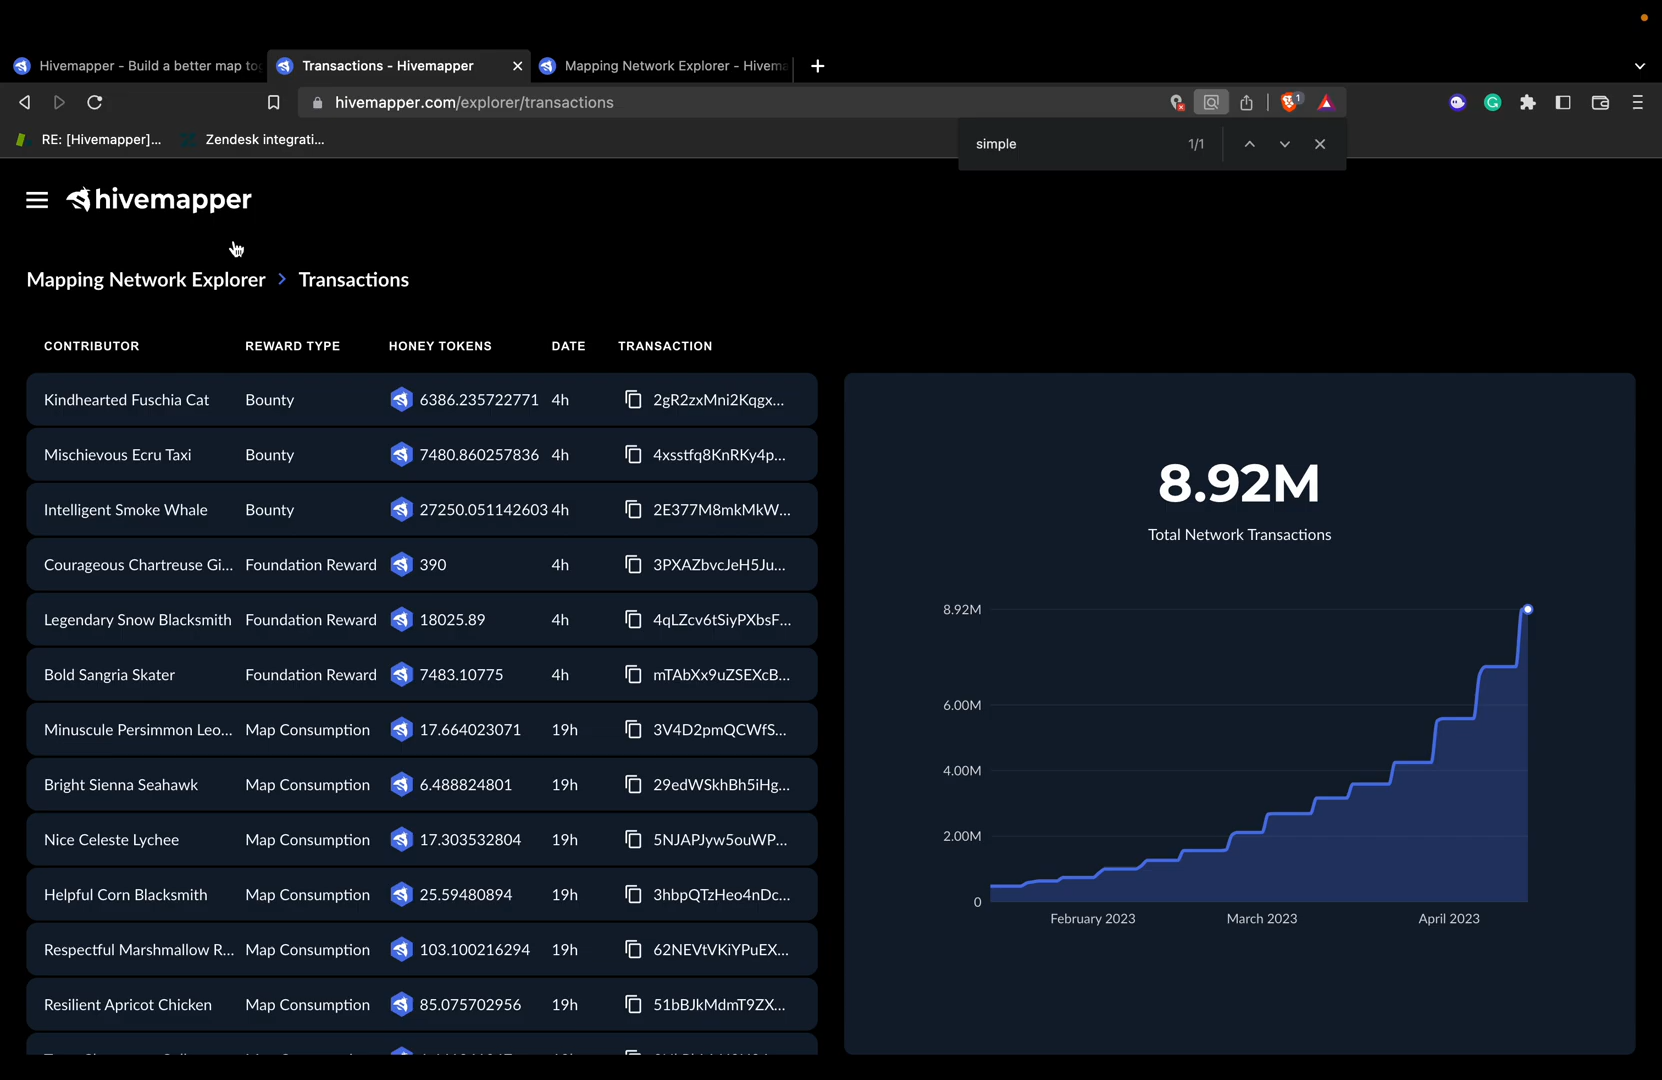 Hivemapper - Build a better map tog
Transactions - Hivemapper
Mapping Network Explorer - Hivema
hivemapper.com/explorer/transactions
1
RE: [Hivemapper]...
Zendesk integrati...
simple
1/1
hivemapper
Mapping Network Explorer > Transactions
CONTRIBUTOR REWARD TYPE HONEY TOKENS DATE TRANSACTION
Kindhearted Fuschia Cat Bounty 6386.235722771 4h 2gR2zxMni2Kqgx...
Mischievous Ecru Taxi Bounty 7480.860257836 4h 4xsstfq8KnRKy4p...
Intelligent Smoke Whale Bounty 27250.051142603 4h 2E377M8mkMkW...
Courageous Chartreuse Gi... Foundation Reward 390 4h 3PXAZbvcJeH5Ju...
Legendary Snow Blacksmith Foundation Reward 18025.89 4h 4qLZcv6tSiyPXbsF...
Bold Sangria Skater Foundation Reward 7483.10775 4h mTAbXx9uZSEXcB...
Minuscule Persimmon Leo... Map Consumption 17.664023071 19h 3V4D2pmQCWfS...
Bright Sienna Seahawk Map Consumption 6.488824801 19h 29edWSkhBh5iHg...
Nice Celeste Lychee Map Consumption 17.303532804 19h 5NJAPJyw5ouWP...
Helpful Corn Blacksmith Map Consumption 25.59480894 19h 3hbpQTzHeo4nDc...
Respectful Marshmallow R... Map Consumption 103.100216294 19h 62NEVtVKiYPuEX...
Resilient Apricot Chicken Map Consumption 85.075702956 19h 51bBJkMdmT9ZX...
8.92M
Total Network Transactions
8.92M
6.00M
4.00M
2.00M
0
February 2023 March 2023 April 2023